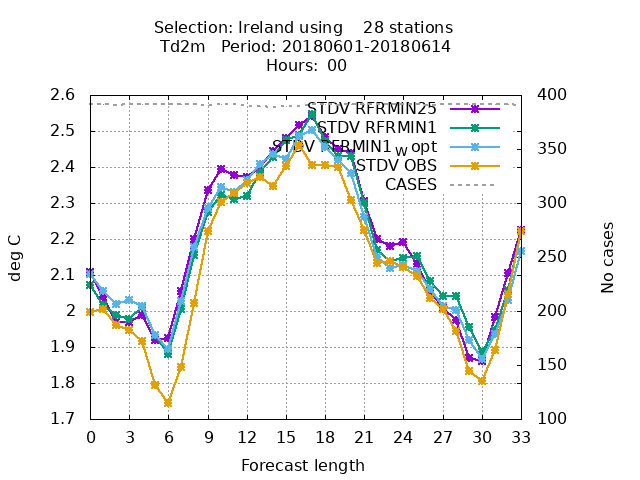 Selection: Ireland using 28 stations
Td2m Period: 20180601-20180614
Hours: 00
STDV RFRMIN25
STDV RFRMIN1
STDV RFRMIN1w opt
STDV OBS
CASES
2.6
2.5
2.4
2.3
2.2
2.1
2
1.9
1.8
1.7
400
350
300
250
200
150
100
deg C
No cases
0 3 6 9 12 15 18 21 24 27 30 33
Forecast length